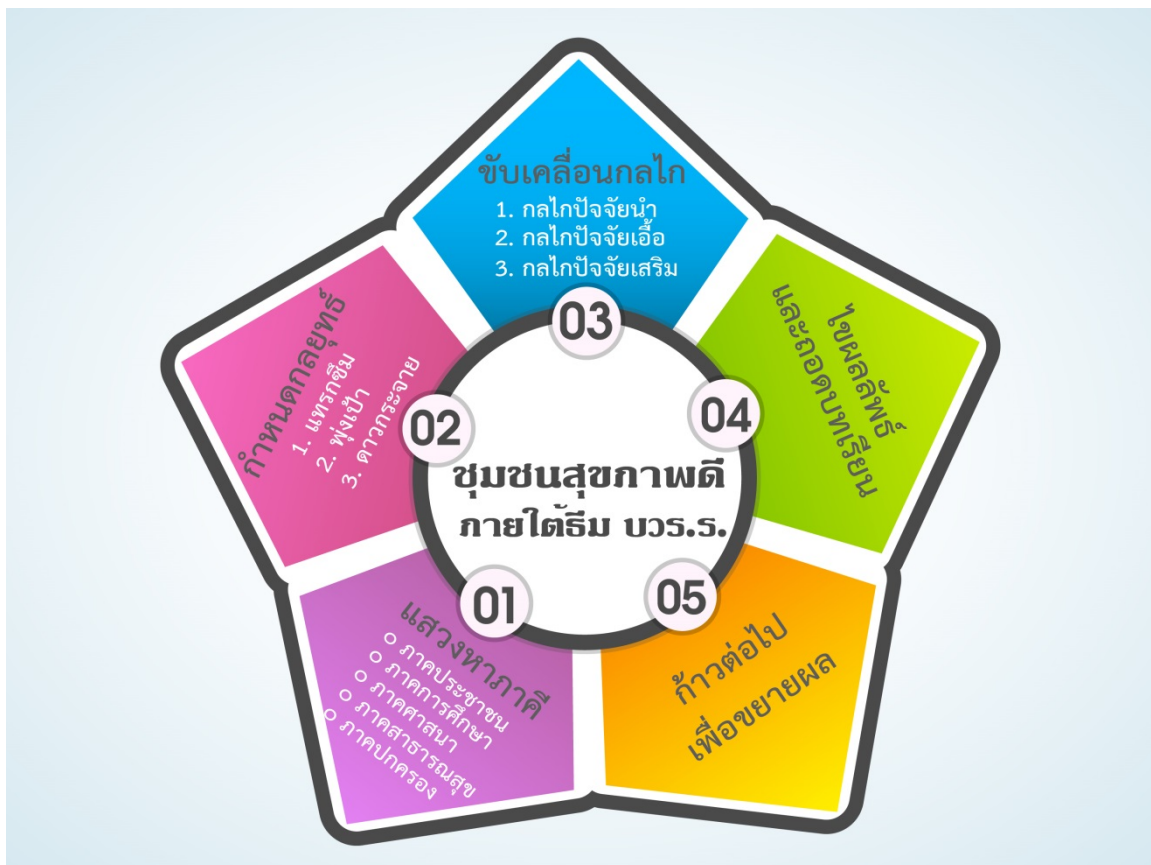 ขับเคลื่อนกลไก
1. กลไกปัจจัยนำ
2. กลไกปัจจัยเอื้อ
3. กลไกปัจจัยเสริม
03
กำหนดกลยุทธ์
1. แทรกซึม
2. พุ่งเป้า
3. ดาวกระจาย
02
ไขผลลัพธ์
และถอดบทเรียน
04
ชุมชนสุขภาพดี
ภายใต้ธีม บวร.ร.
01
แสวงหาภาคี
ภาคประชาชน
ภาคการศึกษา
ภาคศาสนา
ภาคสาธารณสุข
ภาคปกครอง
05
ก้าวต่อไป
เพื่อขยายผล